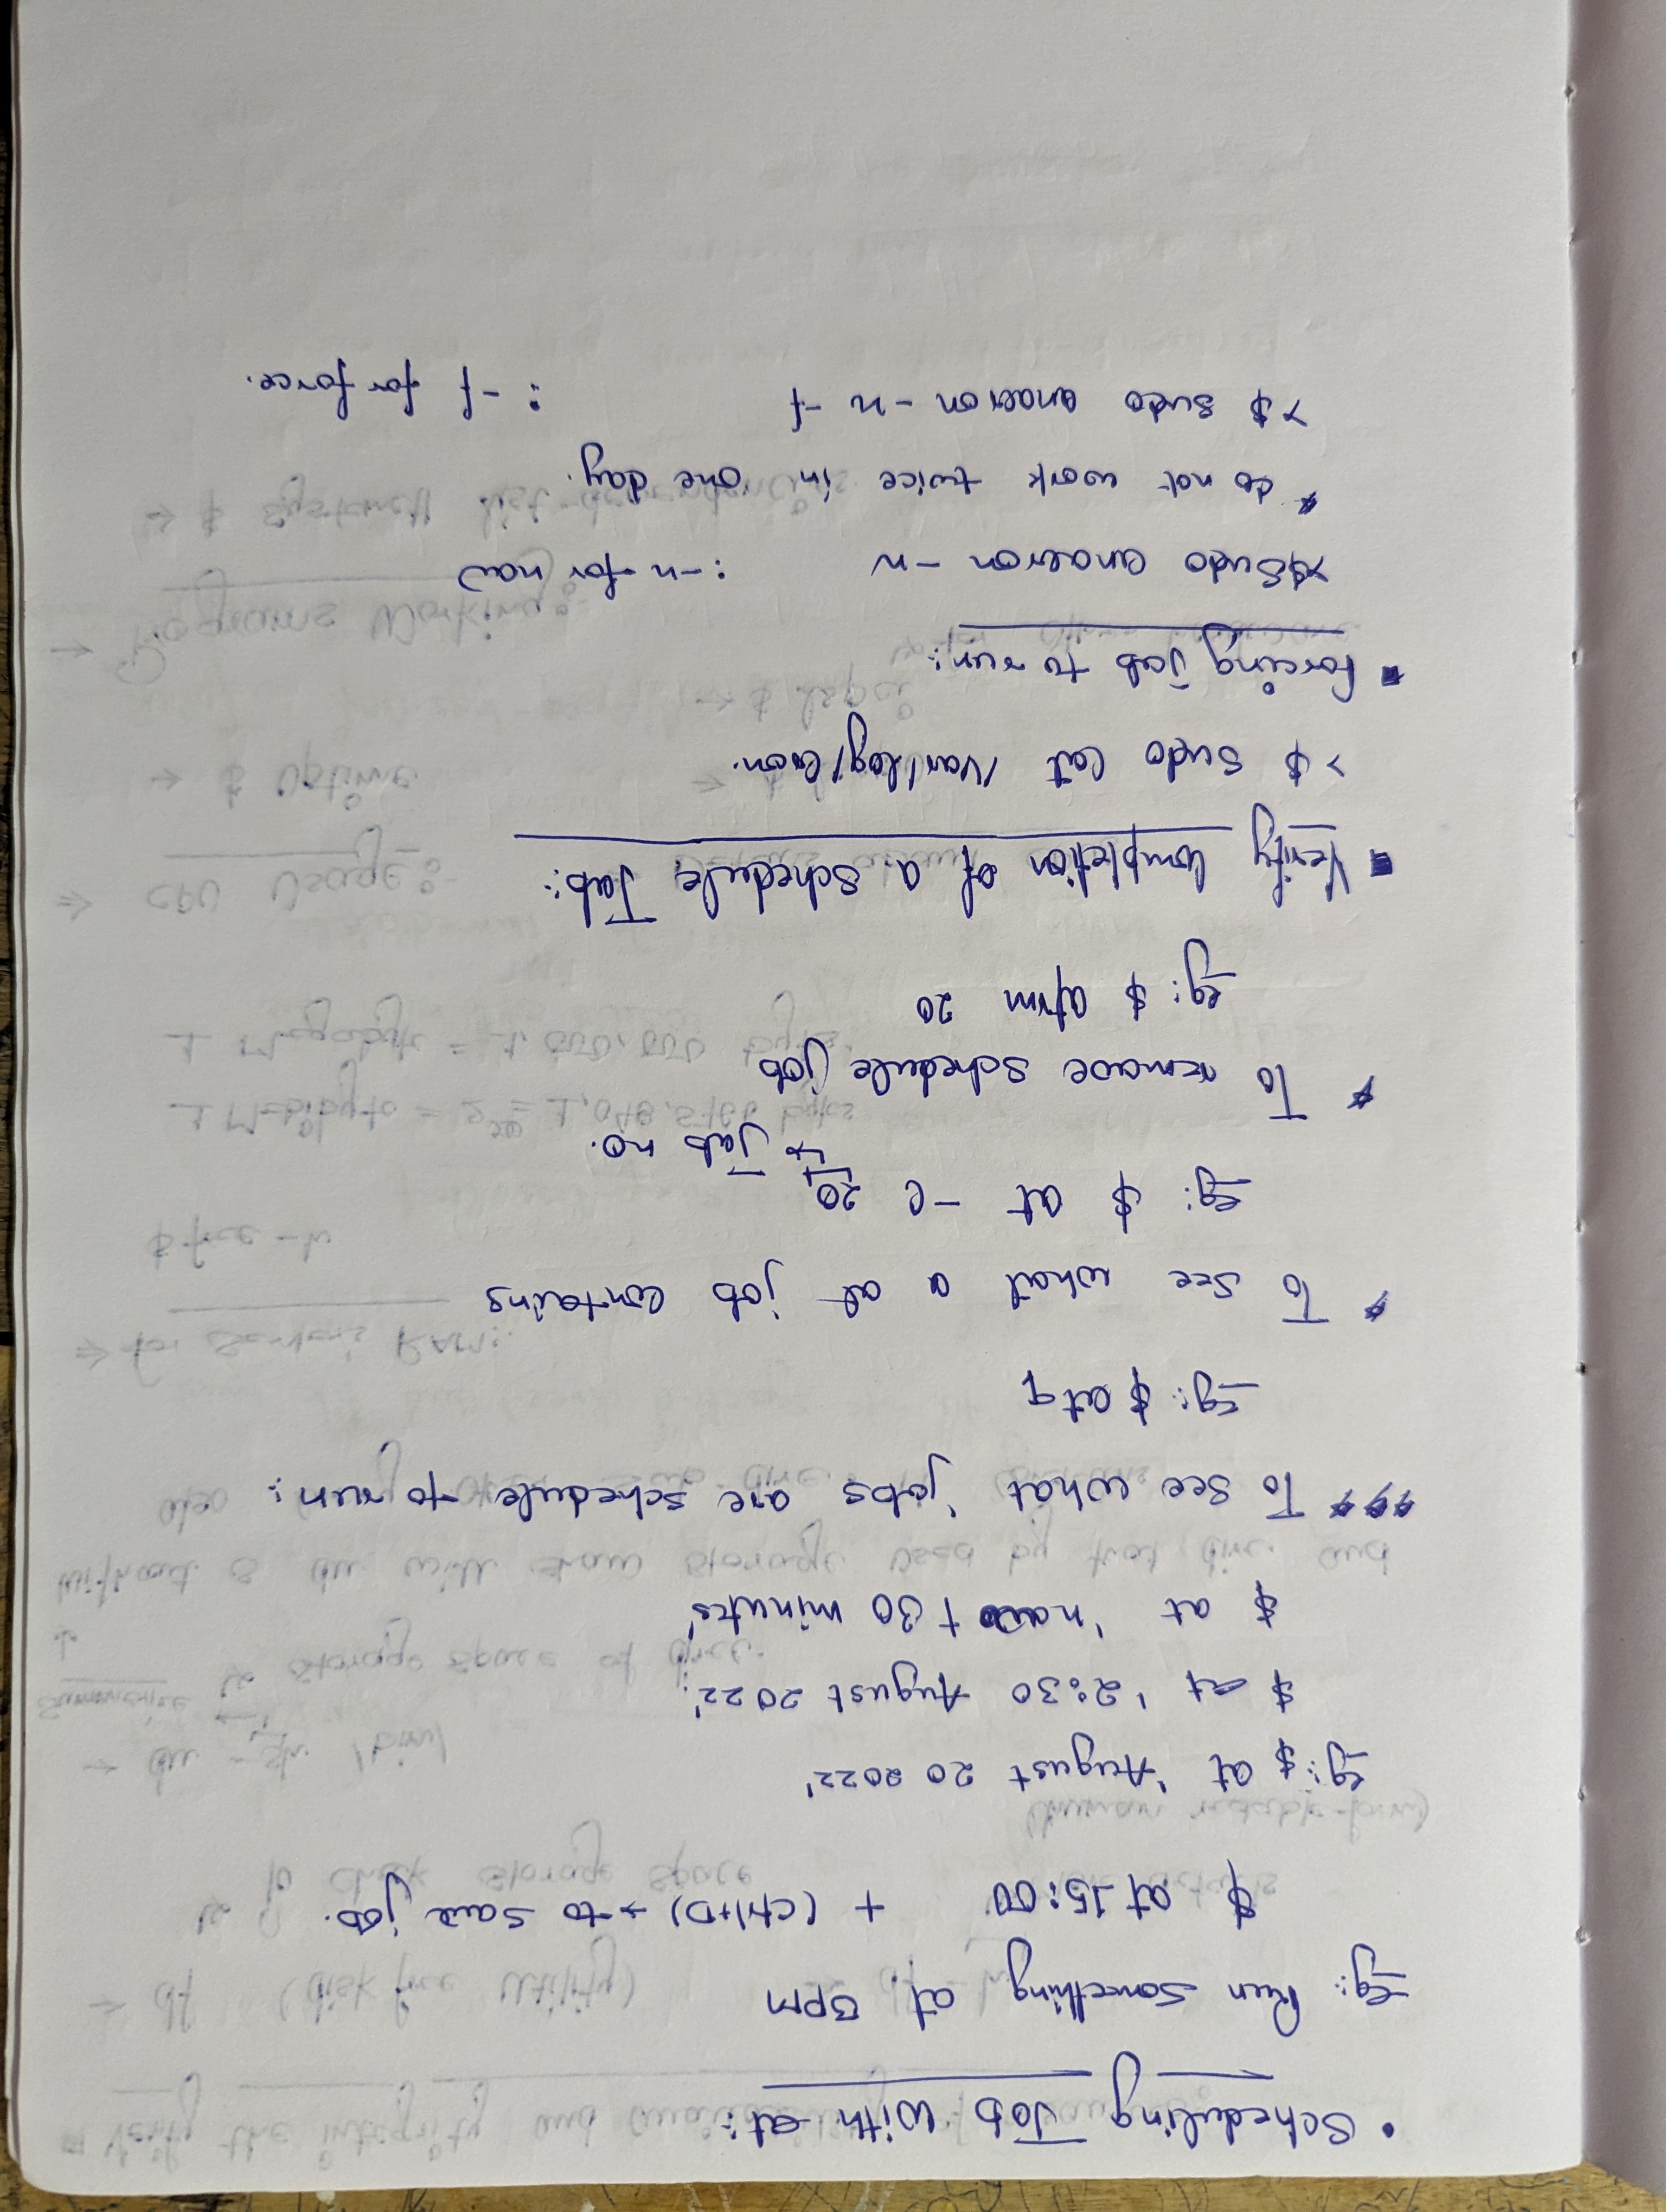 • Scheduling Job with at:
Eg: Run something at 3pm
$ at 15:00 + (ctrl+D) → to save job.
Eg: $ at 'August 20 2022'
$ at '2:30 August 2022'
$ at 'now + 30 minutes'
*** To see what jobs are schedule to run:
Eg: $ atq
* To see what a at job contains
Eg: $ at -c 20
↳ Job no.
* To remove schedule job
Eg: $ atrm 20
▪ Verify Completion of a Schedule Job:
> $ sudo cat /var/log/cron.
▪ Forcing job to run:
>$ sudo anacron -n :-n for now
* do not work twice in one day.
>$ sudo anacron -n -f : -f for force.